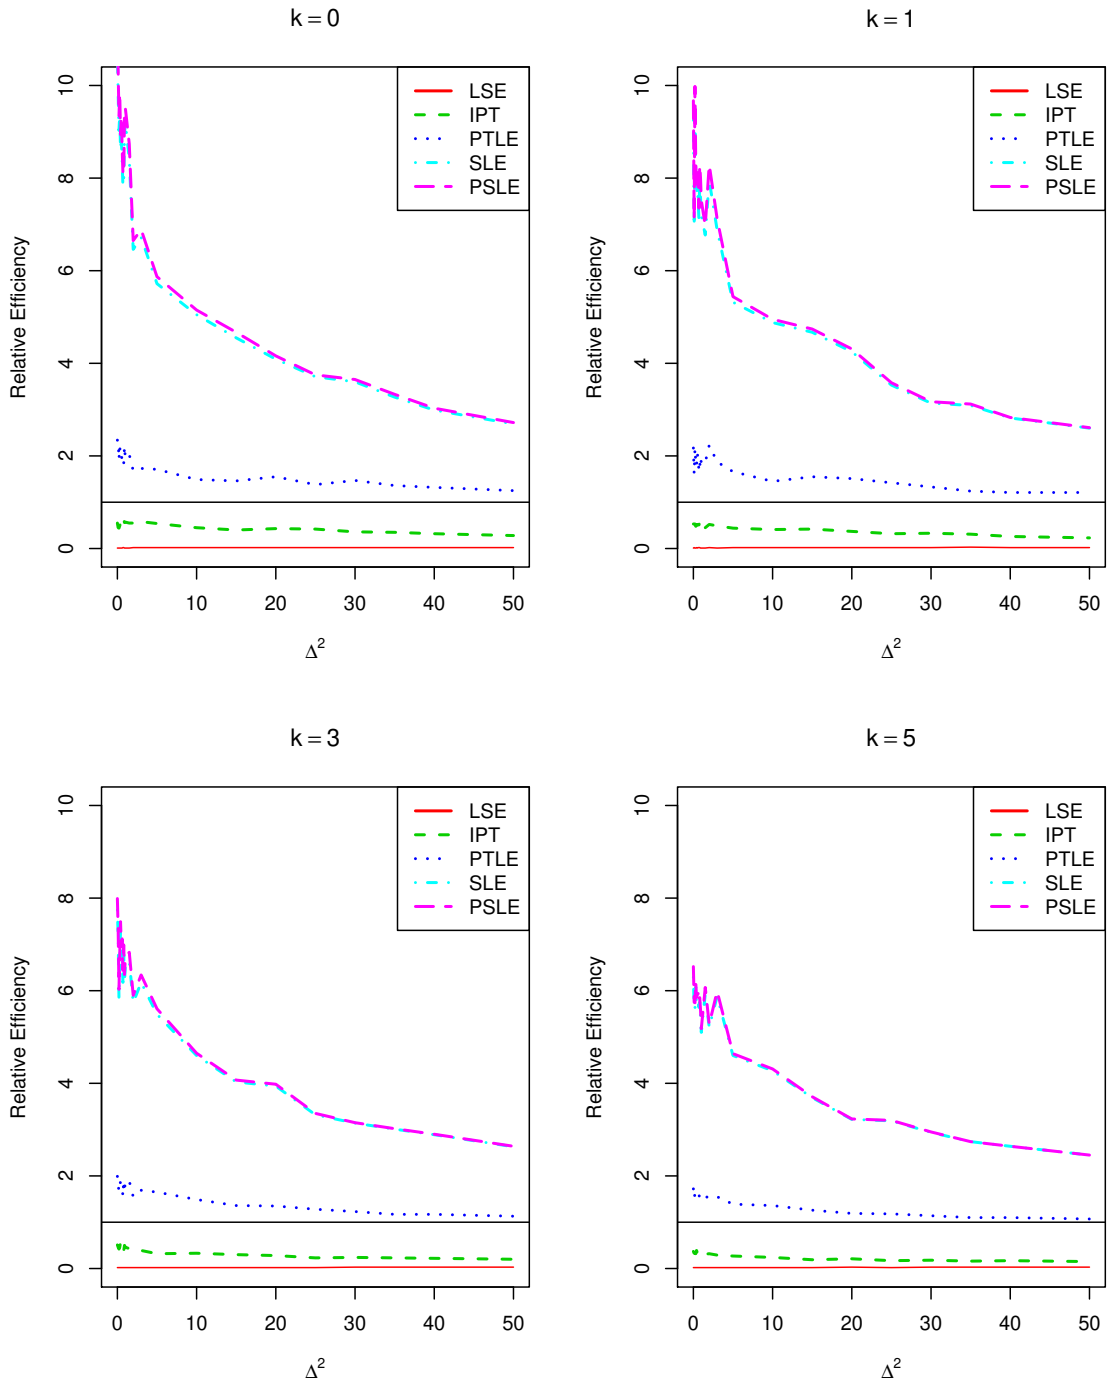 k = 0
Relative Efficiency
10
8
6
4
2
0
LSE
IPT
PTLE
SLE
PSLE
0 10 20 30 40 50
Δ²
k = 1
Relative Efficiency
10
8
6
4
2
0
LSE
IPT
PTLE
SLE
PSLE
0 10 20 30 40 50
Δ²
k = 3
Relative Efficiency
10
8
6
4
2
0
LSE
IPT
PTLE
SLE
PSLE
0 10 20 30 40 50
Δ²
k = 5
Relative Efficiency
10
8
6
4
2
0
LSE
IPT
PTLE
SLE
PSLE
0 10 20 30 40 50
Δ²